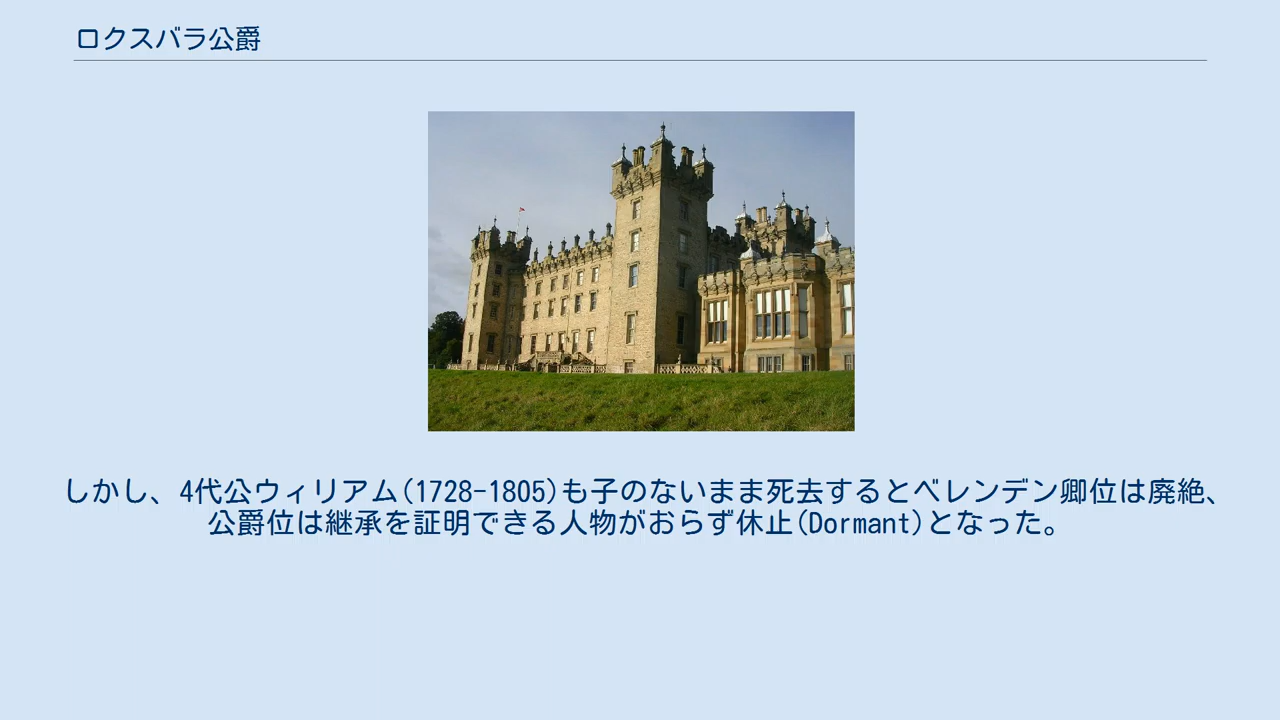 ロクスバラ公爵
しかし、4代公ウィリアム(1728-1805)も子のないまま死去するとベレンデン卿位は廃絶、
公爵位は継承を証明できる人物がおらず休止(Dormant)となった。